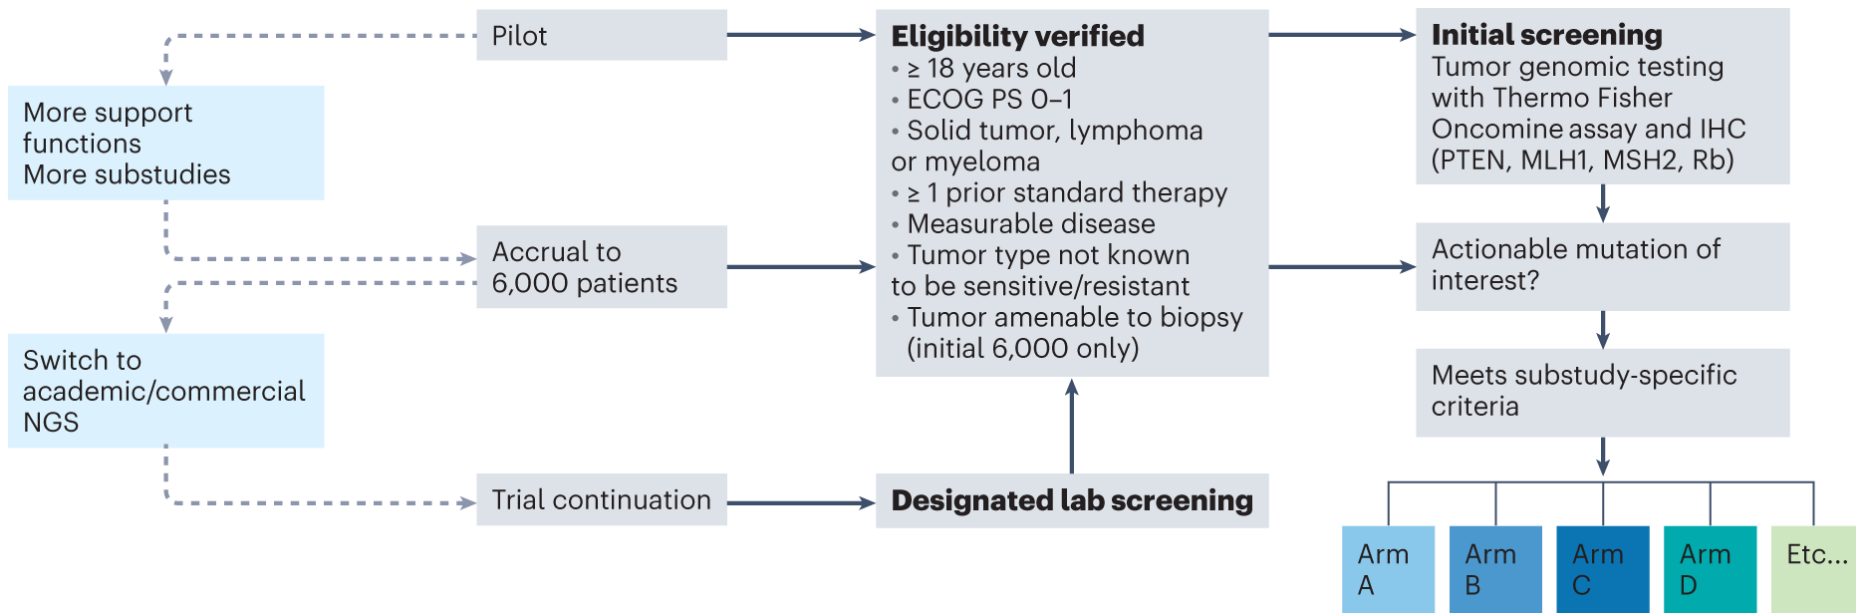 Pilot
More support
functions
More substudies
Accrual to
6,000 patients
Switch to
academic/commercial
NGS
Trial continuation
Eligibility verified
• ≥ 18 years old
• ECOG PS 0–1
• Solid tumor, lymphoma
or myeloma
• ≥ 1 prior standard therapy
• Measurable disease
• Tumor type not known
to be sensitive/resistant
• Tumor amenable to biopsy
(initial 6,000 only)
Designated lab screening
Initial screening
Tumor genomic testing
with Thermo Fisher
Oncomine assay and IHC
(PTEN, MLH1, MSH2, Rb)
Actionable mutation of
interest?
Meets substudy-specific
criteria
Arm
A
Arm
B
Arm
C
Arm
D
Etc...